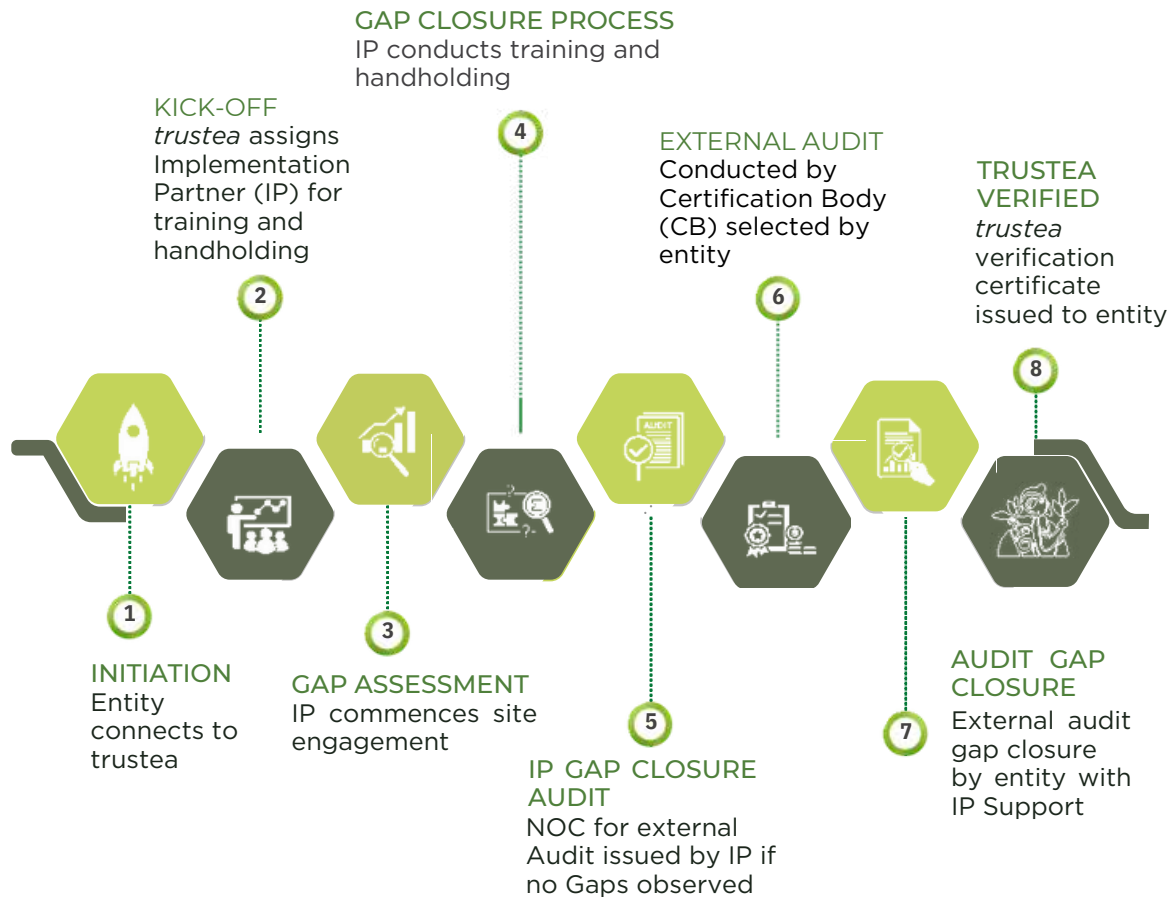 1
INITIATION
Entity
connects to
trustea
KICK-OFF
trustea assigns
Implementation
Partner (IP) for
training and
handholding
2
3
GAP ASSESSMENT
IP commences site
engagement
GAP CLOSURE PROCESS
IP conducts training and
handholding
4
AUDIT
5
IP GAP CLOSURE
AUDIT
NOC for external
Audit issued by IP if
no Gaps observed
EXTERNAL AUDIT
Conducted by
Certification Body
(CB) selected by
entity
6
7
AUDIT GAP
CLOSURE
External audit
gap closure
by entity with
IP Support
TRUSTEA
VERIFIED
trustea
verification
certificate
issued to entity
8